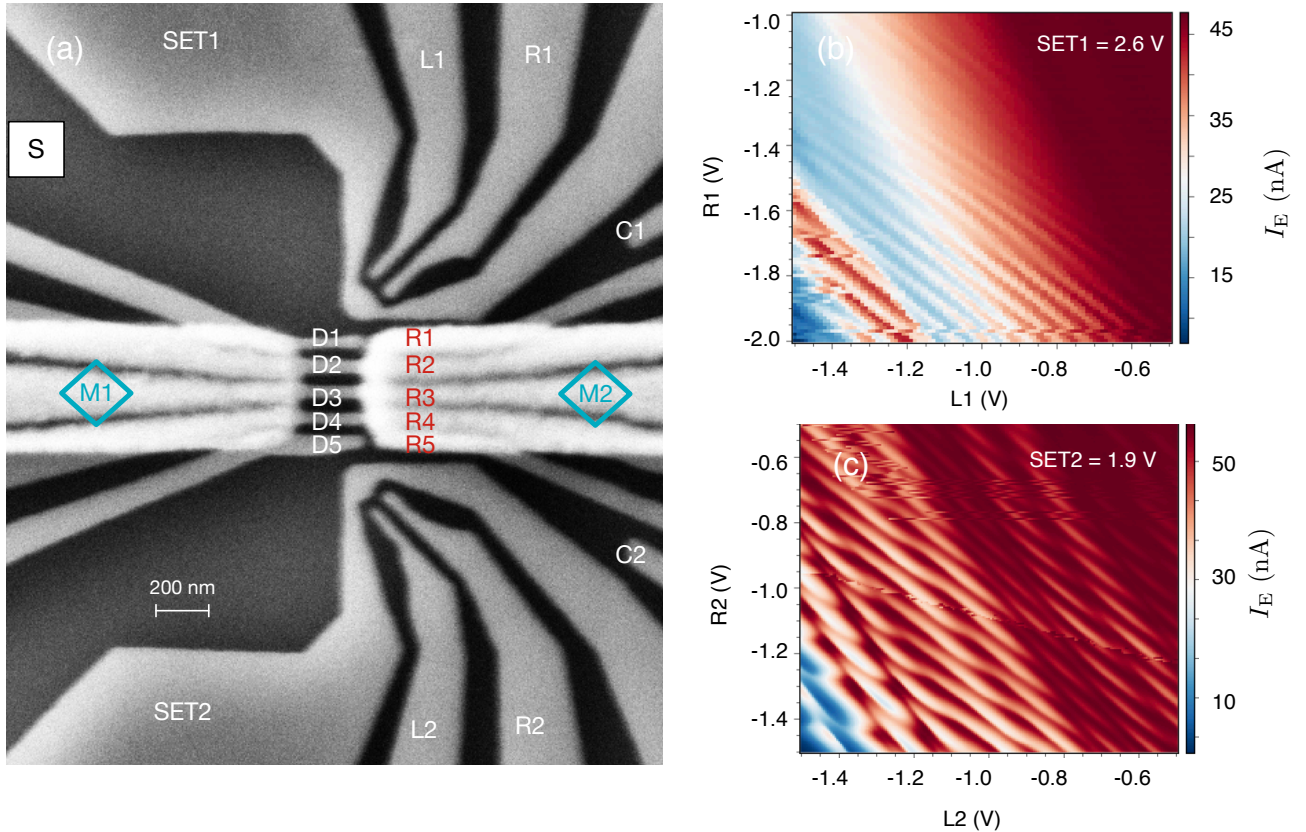 (a)
SET1
L1
R1
S
C1
D1
R1
D2
R2
M1
D3
R3
M2
D4
R4
D5
R5
C2
200 nm
SET2
L2
R2
(b)
SET1 = 2.6 V
-1.0
-1.2
-1.4
-1.6
-1.8
-2.0
R1 (V)
-1.4
-1.2
-1.0
-0.8
-0.6
L1 (V)
45
35
25
15
I_E (nA)
(c)
SET2 = 1.9 V
-0.6
-0.8
-1.0
-1.2
-1.4
R2 (V)
-1.4
-1.2
-1.0
-0.8
-0.6
L2 (V)
50
30
10
I_E (nA)